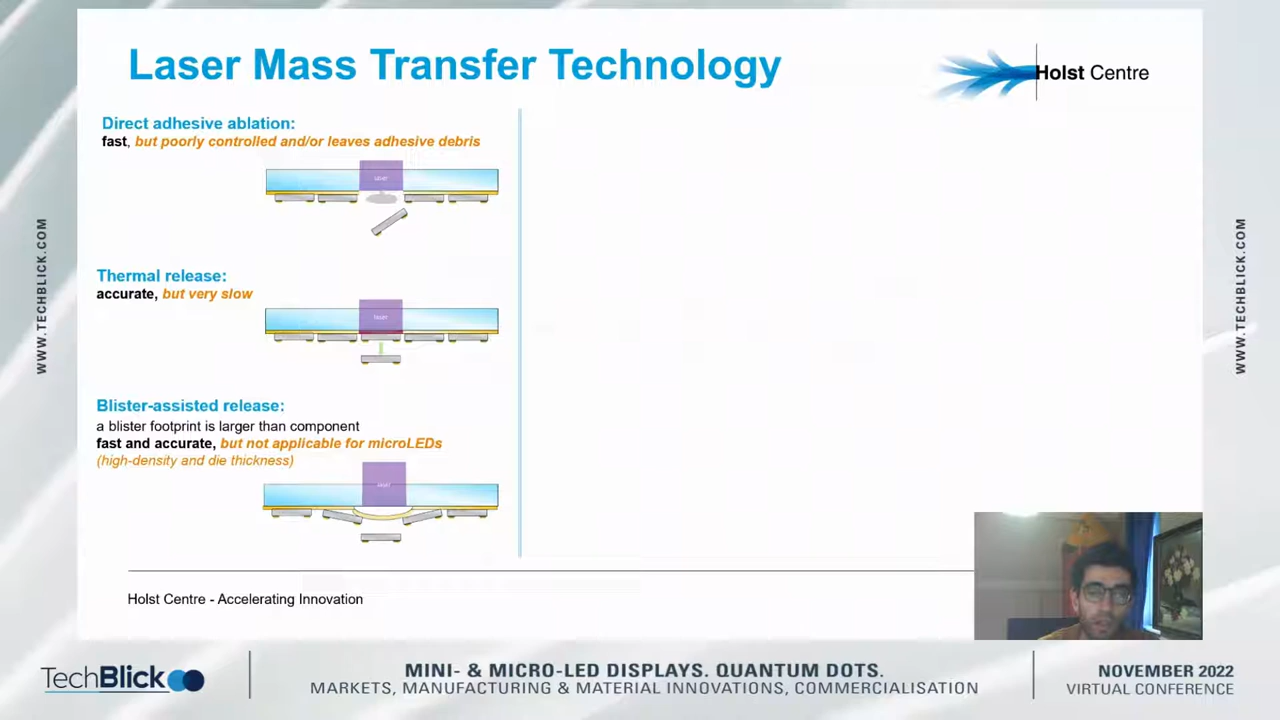 Laser Mass Transfer Technology
Holst Centre
Direct adhesive ablation:
fast, but poorly controlled and/or leaves adhesive debris
Thermal release:
accurate, but very slow
Blister-assisted release:
a blister footprint is larger than component
fast and accurate, but not applicable for microLEDs
(high-density and die thickness)
Holst Centre - Accelerating Innovation
WWW.TECHBLICK.COM
WWW.TECHBLICK.COM
TechBlick
MINI- & MICRO-LED DISPLAYS. QUANTUM DOTS.
MARKETS, MANUFACTURING & MATERIAL INNOVATIONS, COMMERCIALISATION
NOVEMBER 2022
VIRTUAL CONFERENCE